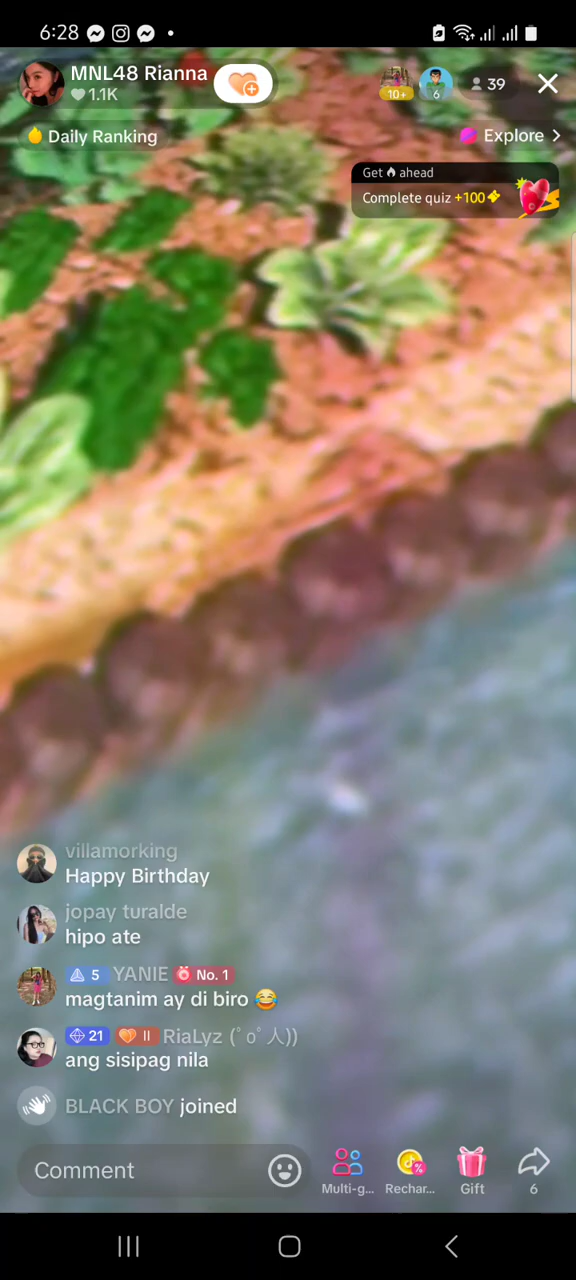 6:28
MNL48 Rianna
1.1K
10+
6
39
Daily Ranking
Explore
Get ahead
Complete quiz +100
villamorking
Happy Birthday
jopay turalde
hipo ate
5 YANIE No. 1
magtanim ay di biro 😂
21 II RiaLyz (ﾟoﾟ人))
ang sisipag nila
BLACK BOY joined
Comment
Multi-g...
Rechar...
Gift
6